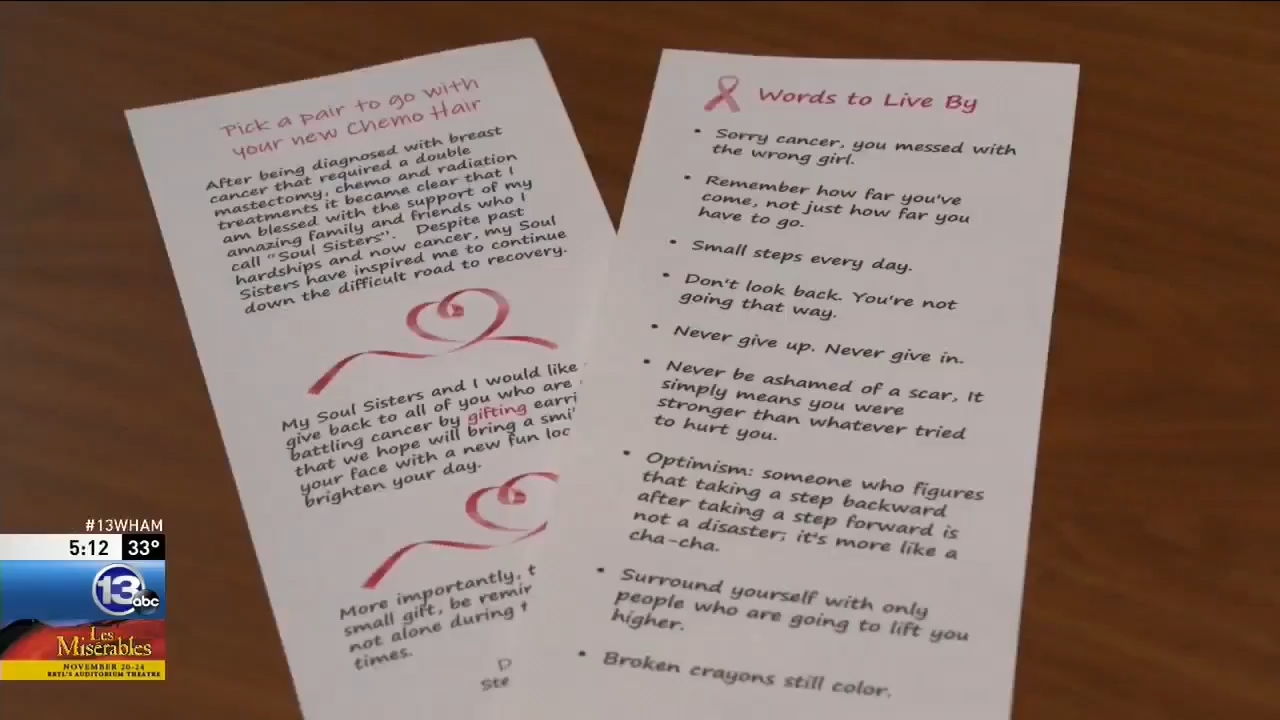 Pick a pair to go with
your new Chemo Hair
After being diagnosed with breast
cancer that required a double
mastectomy, chemo and radiation
treatments it became clear that I
am blessed with the support of my
amazing family and friends who I
call "Soul Sisters". Despite past
hardships and now cancer, my Soul
Sisters have inspired me to continue
down the difficult road to recovery.
My Soul Sisters and I would like
give back to all of you who are
battling cancer by gifting earri
that we hope will bring a smi
your face with a new fun loo
brighten your day.
More importantly, t
small gift, be remin
not alone during t
times.
D
Ste
Words to Live By
• Sorry cancer, you messed with
the wrong girl.
• Remember how far you've
come, not just how far you
have to go.
• Small steps every day.
• Don't look back. You're not
going that way.
• Never give up. Never give in.
• Never be ashamed of a scar, It
simply means you were
stronger than whatever tried
to hurt you.
• Optimism: someone who figures
that taking a step backward
after taking a step forward is
not a disaster; it's more like a
cha-cha.
• Surround yourself with only
people who are going to lift you
higher.
• Broken crayons still color.
#13WHAM
5:12 33°
13 abc
Les
Misérables
NOVEMBER 20-24
AUDITORIUM THEATRE